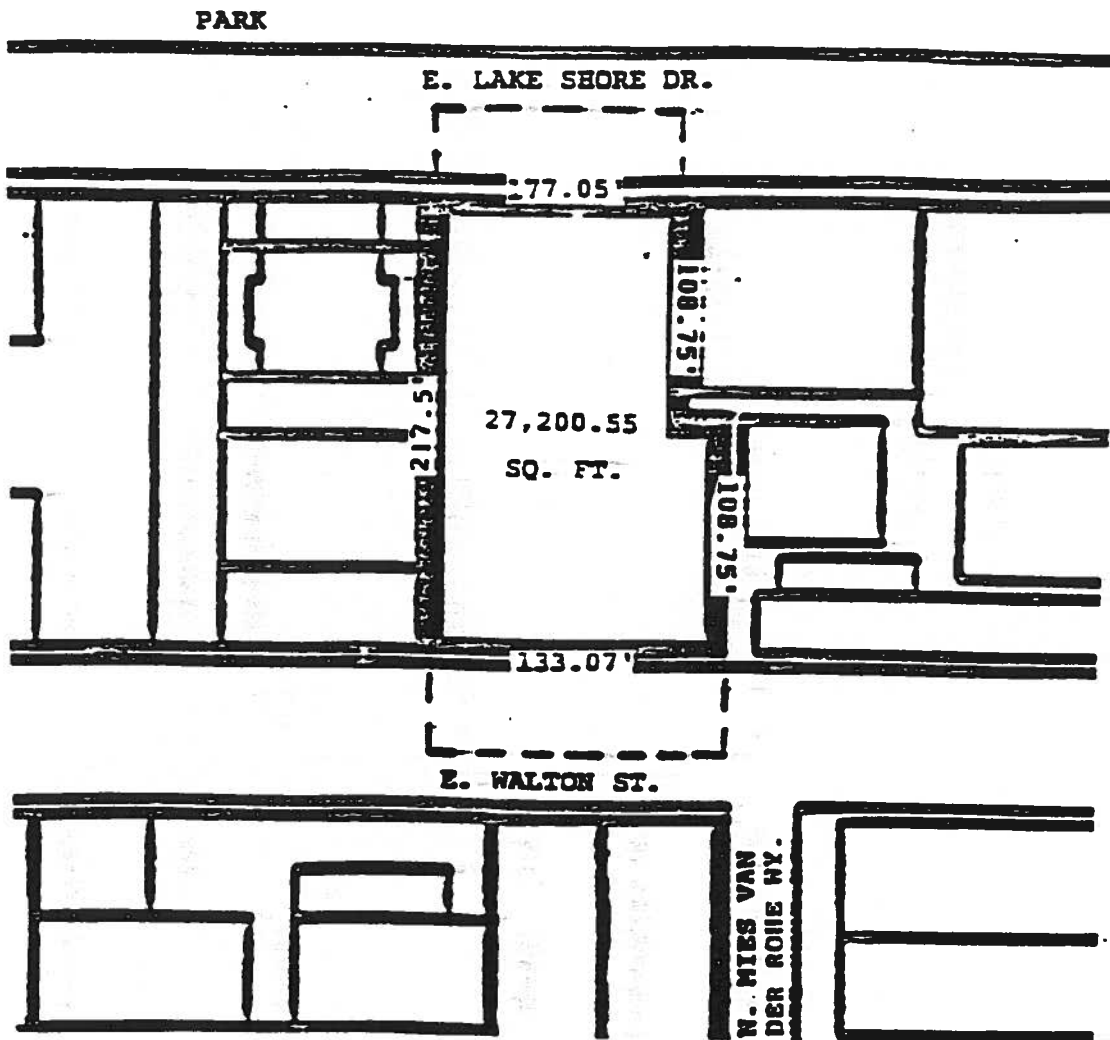 PARK
E. LAKE SHORE DR.
177.05'
108.75'
217.5'
27,200.55
SQ. FT.
108.75'
133.07'
E. WALTON ST.
N. MIES VAN
DER ROHE WY.